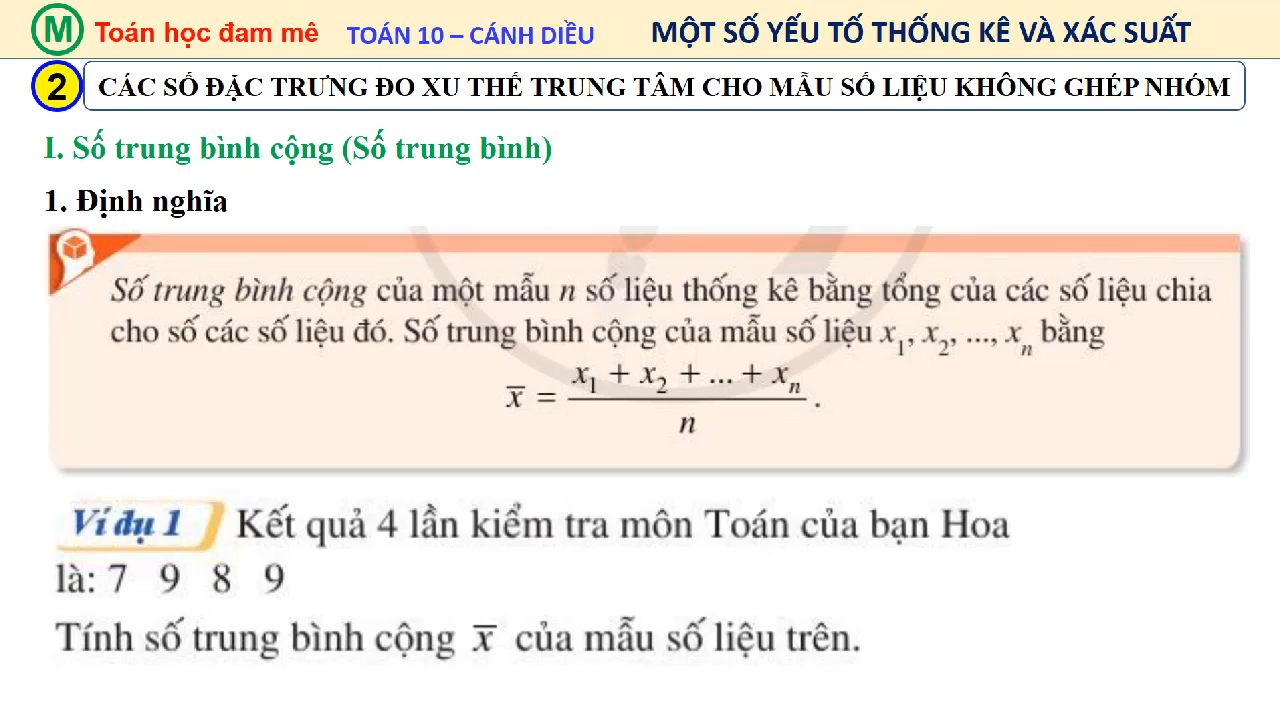 M Toán học đam mê TOÁN 10 – CÁNH DIỀU MỘT SỐ YẾU TỐ THỐNG KÊ VÀ XÁC SUẤT
2 CÁC SỐ ĐẶC TRƯNG ĐO XU THẾ TRUNG TÂM CHO MẪU SỐ LIỆU KHÔNG GHÉP NHÓM
I. Số trung bình cộng (Số trung bình)
1. Định nghĩa
Số trung bình cộng của một mẫu n số liệu thống kê bằng tổng của các số liệu chia
cho số các số liệu đó. Số trung bình cộng của mẫu số liệu x₁, x₂, ..., xₙ bằng
x̅ = (x₁ + x₂ + ... + xₙ) / n .
Ví dụ 1 Kết quả 4 lần kiểm tra môn Toán của bạn Hoa
là: 7 9 8 9
Tính số trung bình cộng x̅ của mẫu số liệu trên.